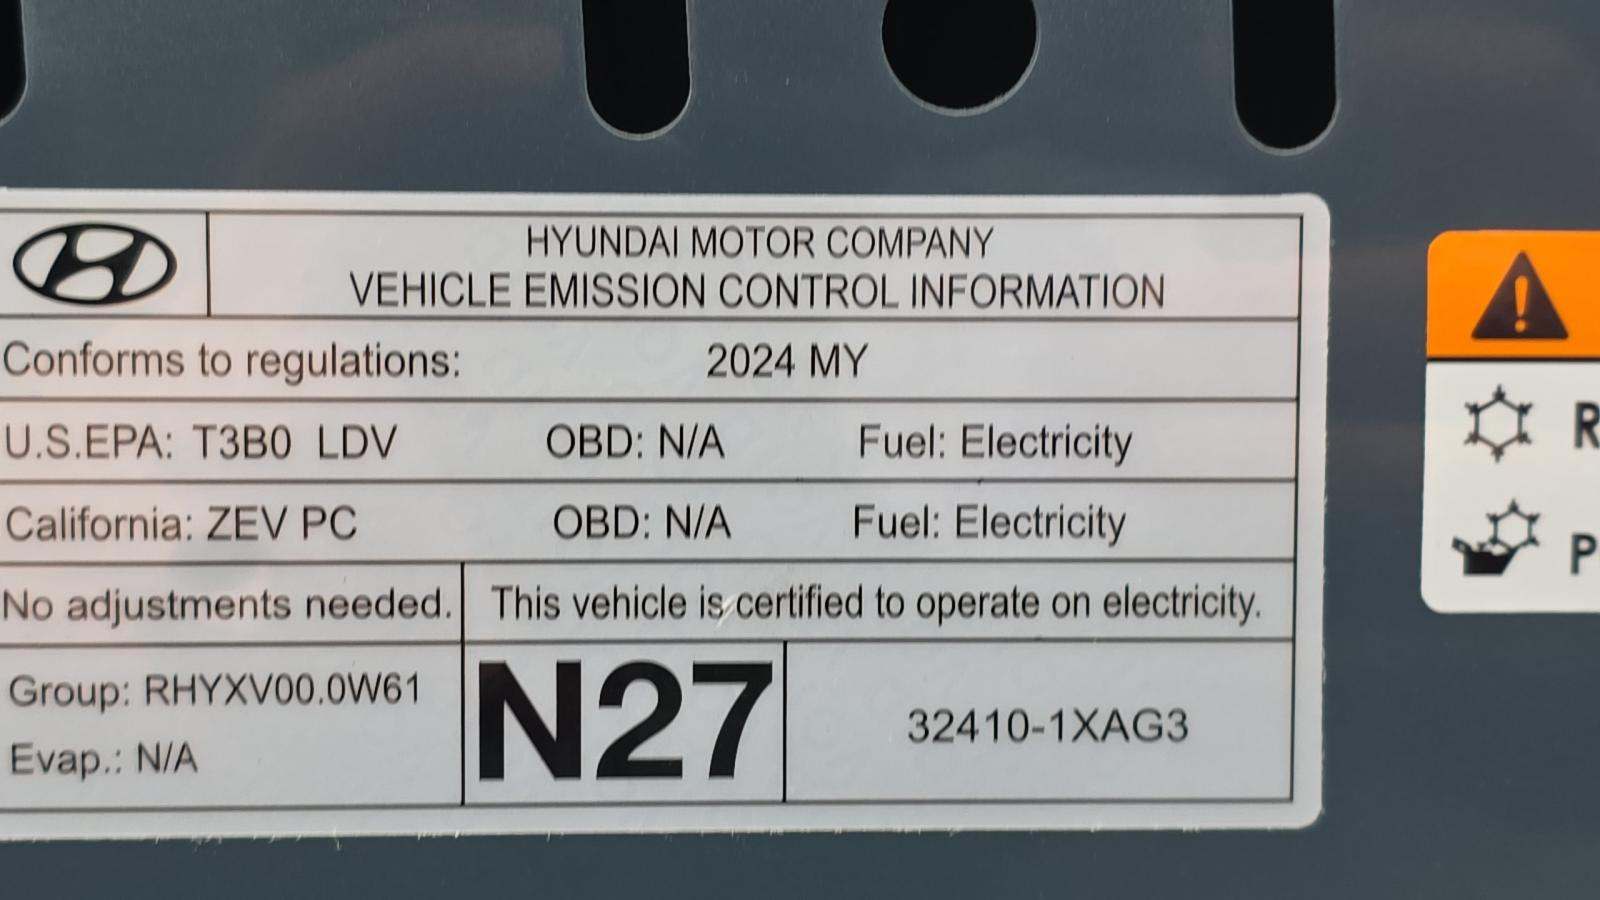 HYUNDAI MOTOR COMPANY
VEHICLE EMISSION CONTROL INFORMATION
Conforms to regulations: 2024 MY
U.S.EPA: T3B0 LDV OBD: N/A Fuel: Electricity
California: ZEV PC OBD: N/A Fuel: Electricity
No adjustments needed. This vehicle is certified to operate on electricity.
Group: RHYXV00.0W61
Evap.: N/A
N27
32410-1XAG3
R
P